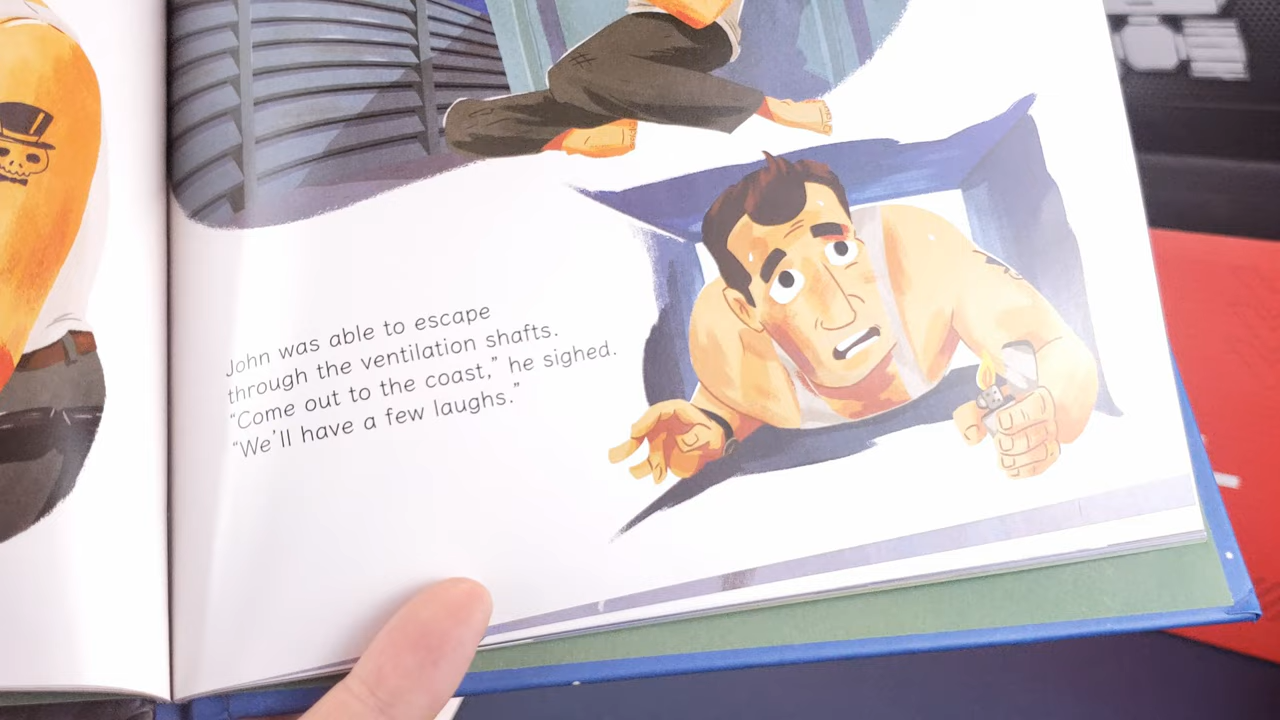 John was able to escape
through the ventilation shafts.
“Come out to the coast,” he sighed.
“We’ll have a few laughs.”